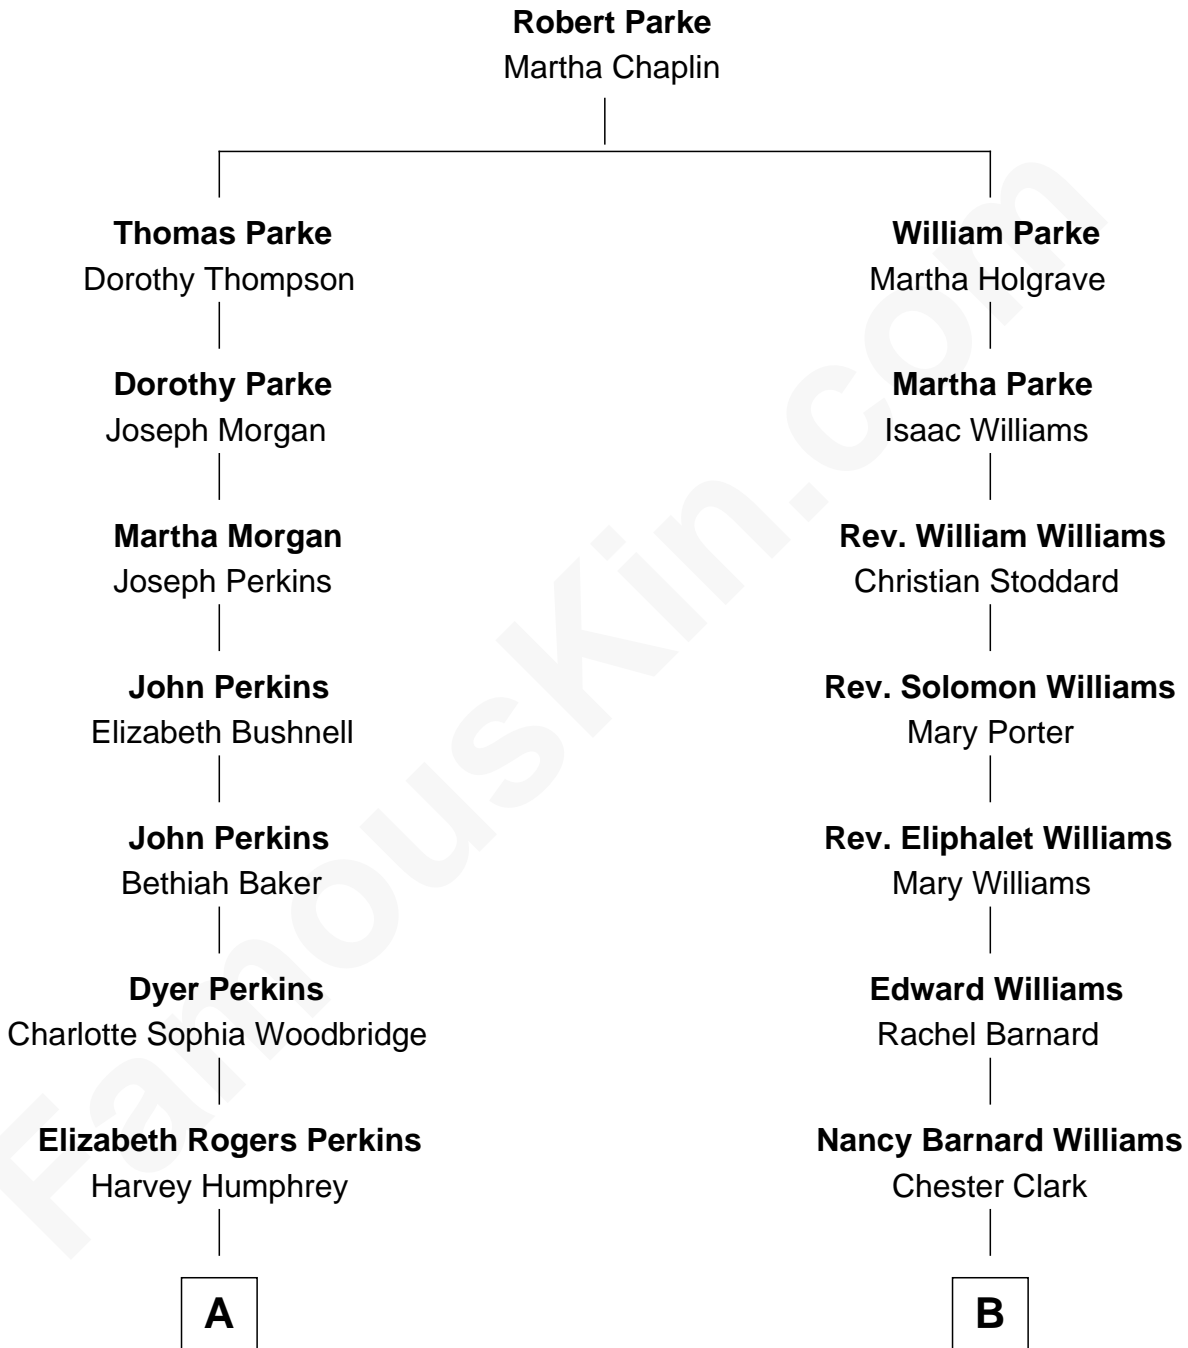 Robert Parke
Martha Chaplin
Thomas Parke
Dorothy Thompson
William Parke
Martha Holgrave
Dorothy Parke
Joseph Morgan
Martha Parke
Isaac Williams
Martha Morgan
Joseph Perkins
Rev. William Williams
Christian Stoddard
John Perkins
Elizabeth Bushnell
Rev. Solomon Williams
Mary Porter
John Perkins
Bethiah Baker
Rev. Eliphalet Williams
Mary Williams
Dyer Perkins
Charlotte Sophia Woodbridge
Edward Williams
Rachel Barnard
Elizabeth Rogers Perkins
Harvey Humphrey
Nancy Barnard Williams
Chester Clark
A
B
FamousKin.com